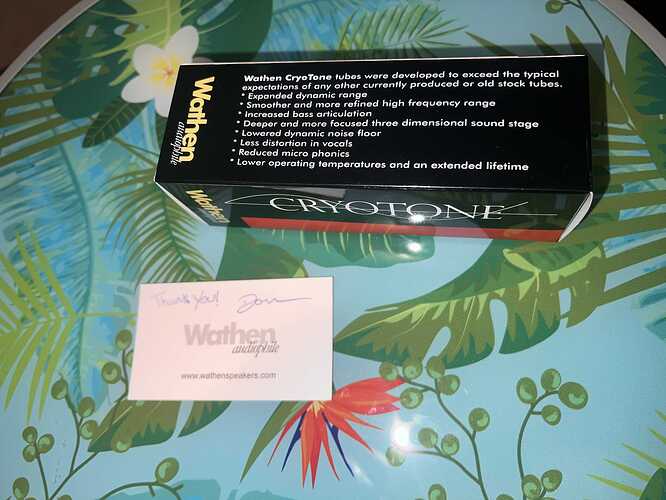 Wathen
audiophile
Wathen CryoTone tubes were developed to exceed the typical
expectations of any other currently produced or old stock tubes.
* Expanded dynamic range
* Smoother and more refined high frequency range
* Increased bass articulation
* Deeper and more focused three dimensional sound stage
* Lowered dynamic noise floor
* Less distortion in vocals
* Reduced micro phonics
* Lower operating temperatures and an extended lifetime
Wathen
CRYOTONE
Thank you!
Wathen
audiophile
www.wathenspeakers.com